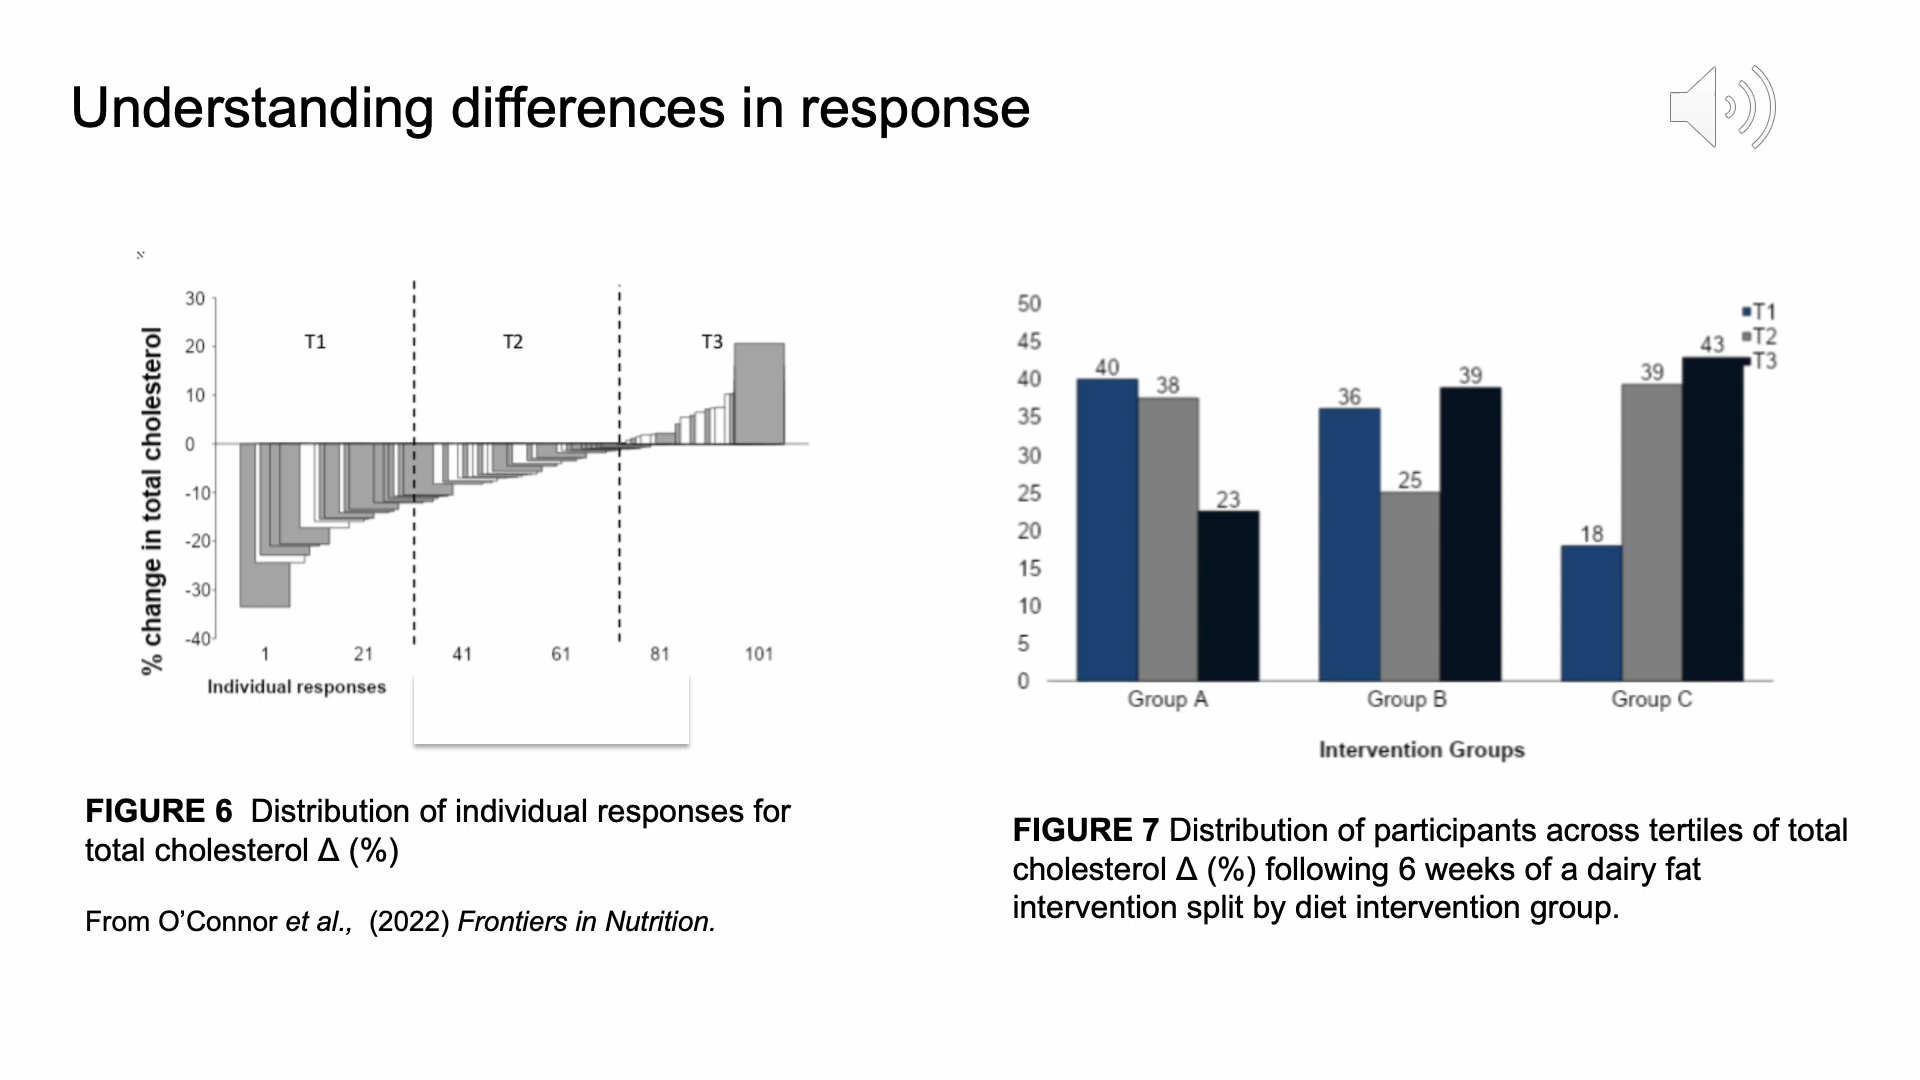 Understanding differences in response
% change in total cholesterol
30
20
10
0
-10
-20
-30
-40
T1
T2
T3
1 21 41 61 81 101
Individual responses
FIGURE 6 Distribution of individual responses for
total cholesterol Δ (%)
From O’Connor et al., (2022) Frontiers in Nutrition.
50
45
40
35
30
25
20
15
10
5
0
40 38 23
36 25 39
18 39 43
T1
T2
T3
Group A Group B Group C
Intervention Groups
FIGURE 7 Distribution of participants across tertiles of total
cholesterol Δ (%) following 6 weeks of a dairy fat
intervention split by diet intervention group.